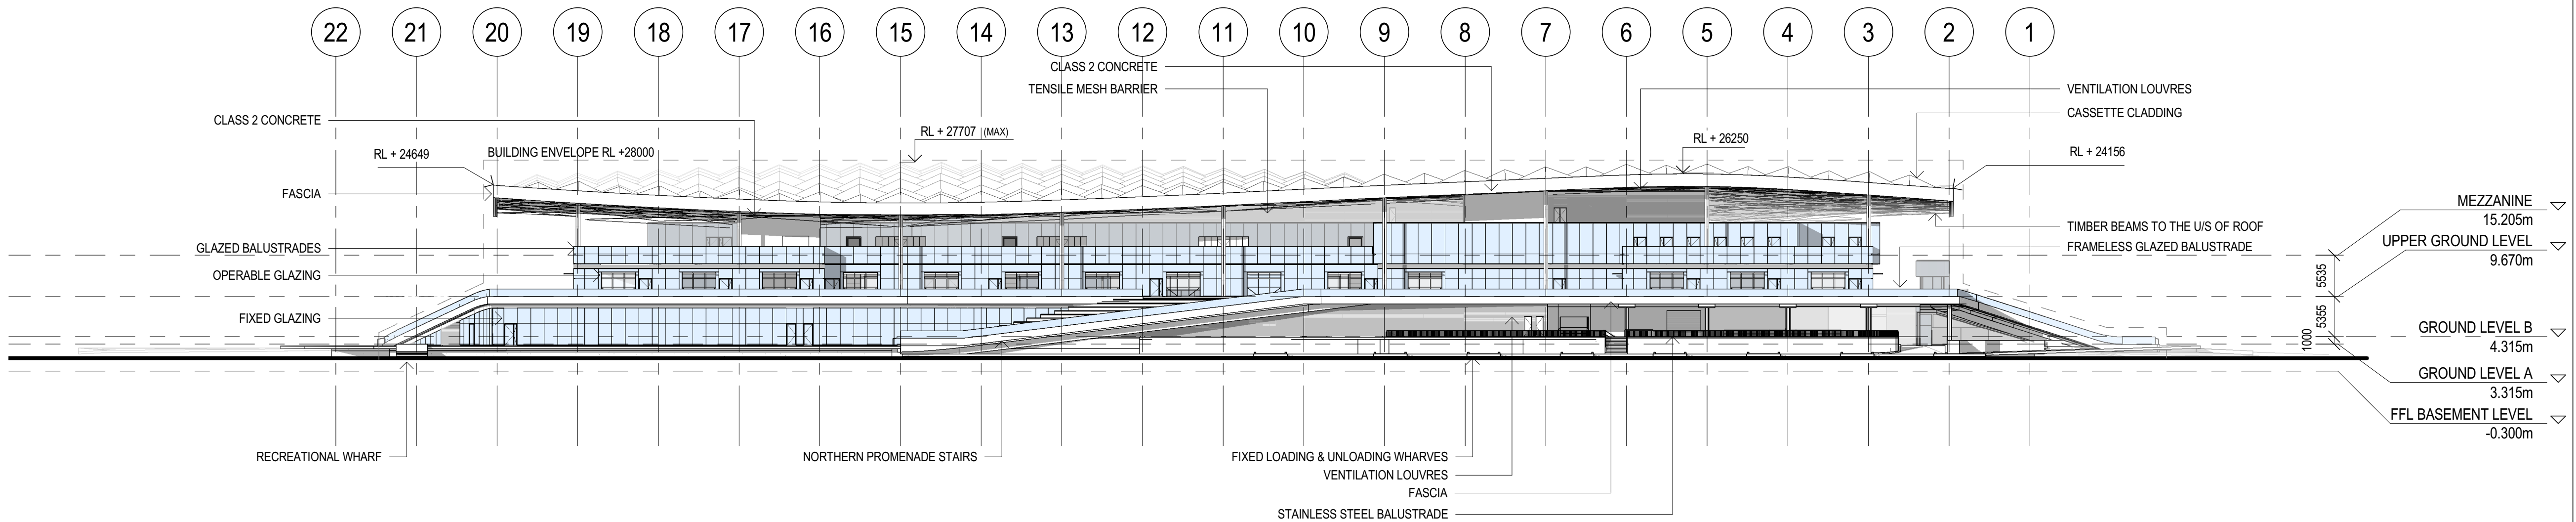 22 21 20 19 18 17 16 15 14 13 12 11 10 9 8 7 6 5 4 3 2 1
CLASS 2 CONCRETE
TENSILE MESH BARRIER
VENTILATION LOUVRES
CASSETTE CLADDING
CLASS 2 CONCRETE
RL + 27707 (MAX)
RL + 26250
RL + 24649
BUILDING ENVELOPE RL +28000
RL + 24156
FASCIA
MEZZANINE
15.205m
TIMBER BEAMS TO THE U/S OF ROOF
GLAZED BALUSTRADES
FRAMELESS GLAZED BALUSTRADE
UPPER GROUND LEVEL
9.670m
OPERABLE GLAZING
5535
FIXED GLAZING
5355
GROUND LEVEL B
4.315m
1000
GROUND LEVEL A
3.315m
FFL BASEMENT LEVEL
-0.300m
RECREATIONAL WHARF
NORTHERN PROMENADE STAIRS
FIXED LOADING & UNLOADING WHARVES
VENTILATION LOUVRES
FASCIA
STAINLESS STEEL BALUSTRADE